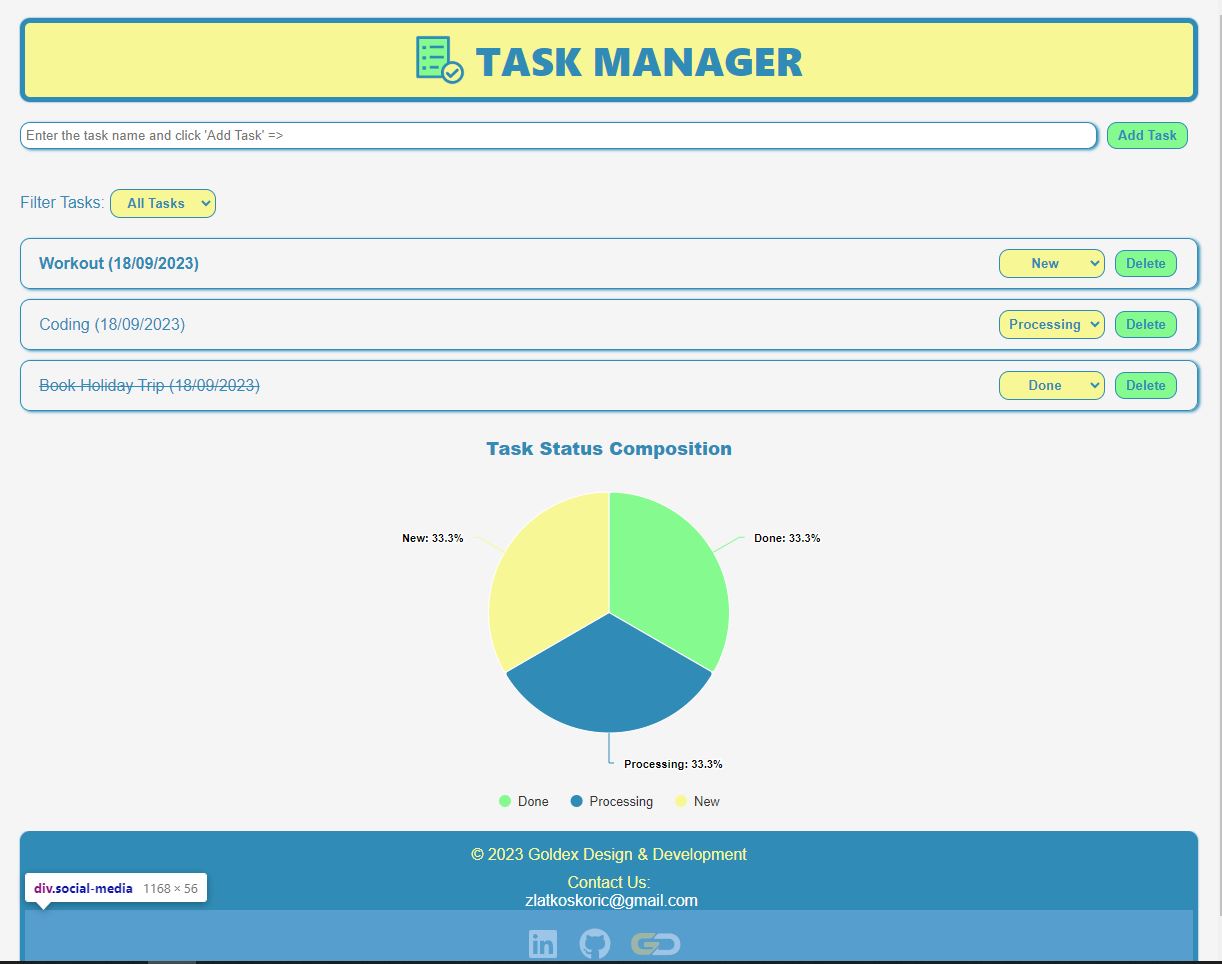 TASK MANAGER
Enter the task name and click 'Add Task' =>
Add Task
Filter Tasks: All Tasks
Workout (18/09/2023) New Delete
Coding (18/09/2023) Processing Delete
Book Holiday Trip (18/09/2023) Done Delete
Task Status Composition
New: 33.3% Done: 33.3%
Processing: 33.3%
Done Processing New
© 2023 Goldex Design & Development
Contact Us:
div.social-media 1168 × 56
zlatkoskoric@gmail.com
in GD